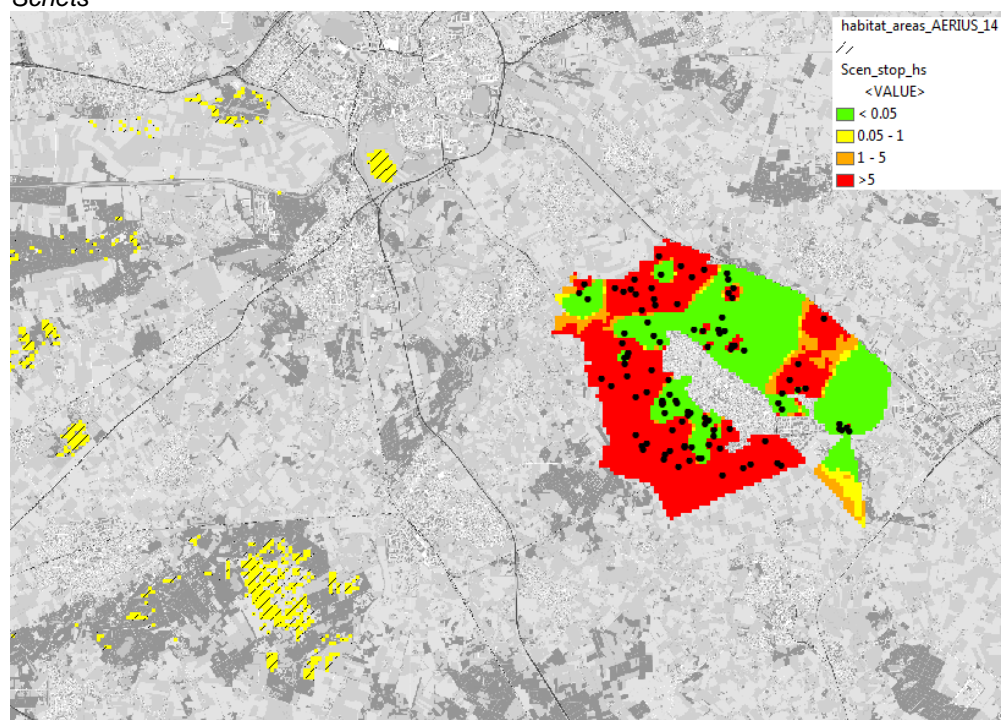 Schets
habitat_areas_AERIUS_14
Scen_stop_hs
<VALUE>
< 0.05
0.05 - 1
1 - 5
>5